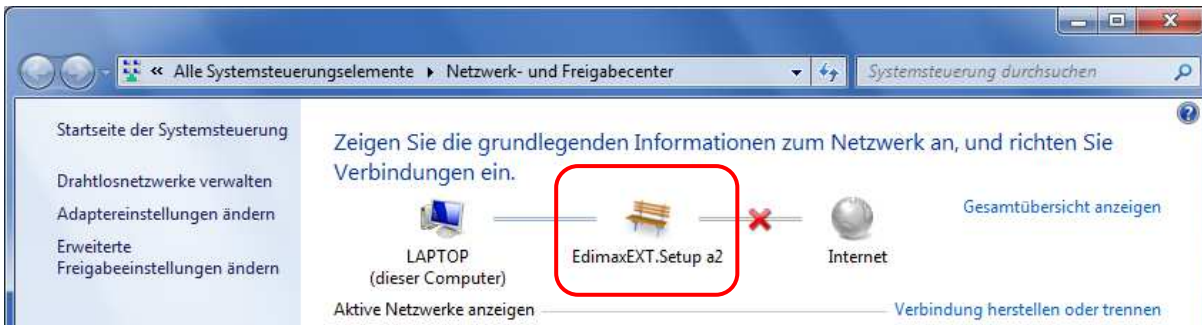 « Alle Systemsteuerungselemente ▸ Netzwerk- und Freigabecenter
Systemsteuerung durchsuchen
Startseite der Systemsteuerung
Drahtlosnetzwerke verwalten
Adaptereinstellungen ändern
Erweiterte
Freigabeeinstellungen ändern
Zeigen Sie die grundlegenden Informationen zum Netzwerk an, und richten Sie
Verbindungen ein.
Gesamtübersicht anzeigen
LAPTOP
(dieser Computer)
EdimaxEXT.Setup a2
Internet
Aktive Netzwerke anzeigen
Verbindung herstellen oder trennen